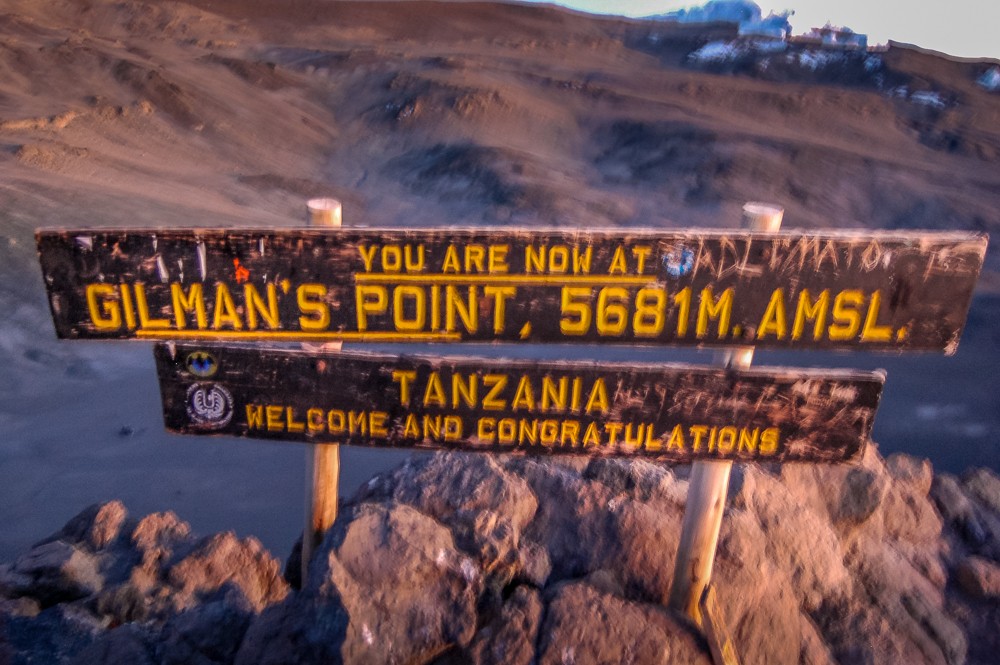 YOU ARE NOW AT
GILMAN'S POINT, 5681M. AMSL.
TANZANIA
WELCOME AND CONGRATULATIONS